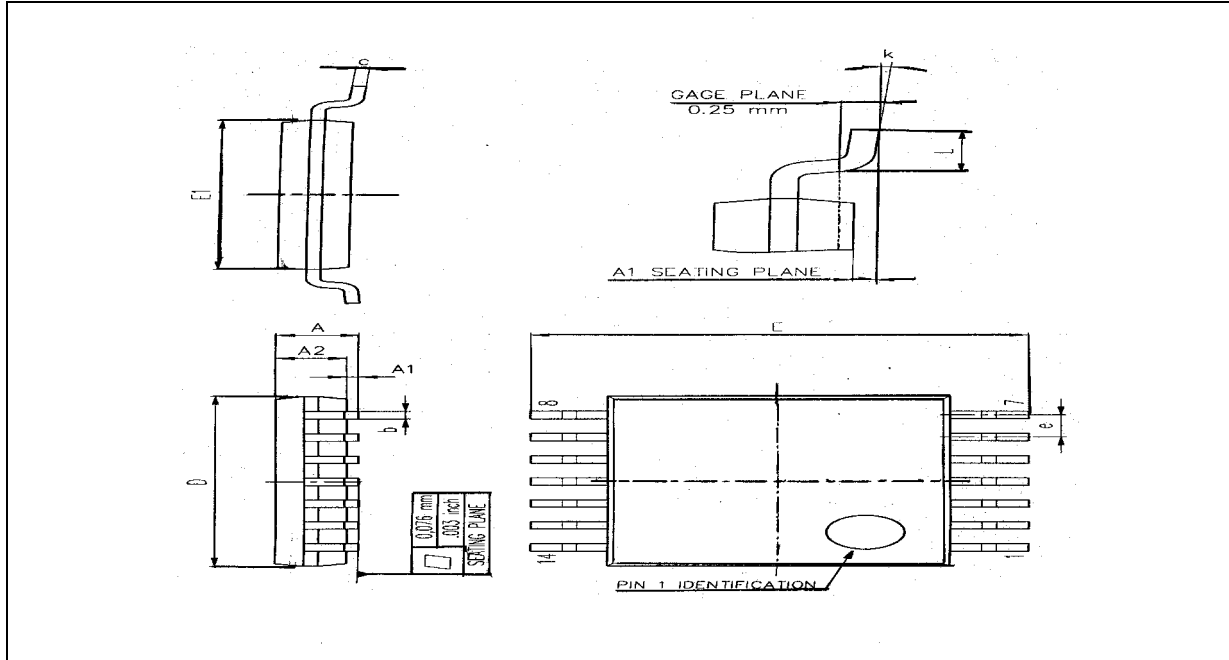 c
k
GAGE PLANE
0.25 mm
L
E1
A1 SEATING PLANE
A
A2
A1
b
D
0,076 mm
.003 inch
SEATING PLANE
E
8
7
e
14
1
PIN 1 IDENTIFICATION